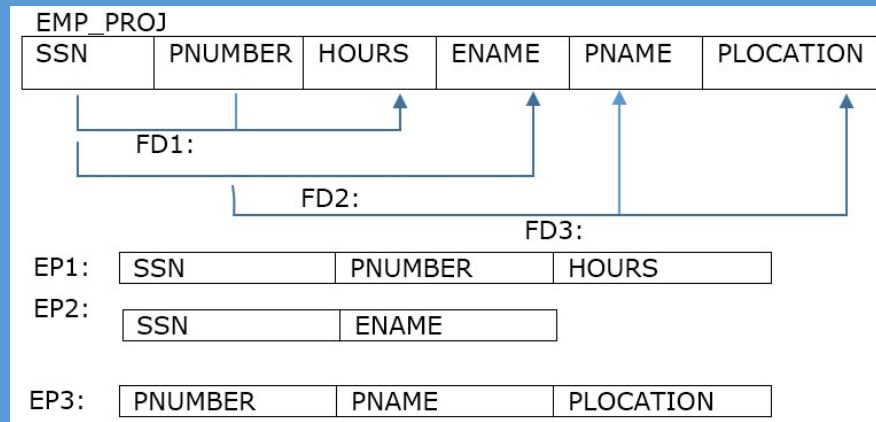 EMP_PROJ
SSN PNUMBER HOURS ENAME PNAME PLOCATION
FD1:
FD2:
FD3:
EP1: SSN PNUMBER HOURS
EP2: SSN ENAME
EP3: PNUMBER PNAME PLOCATION